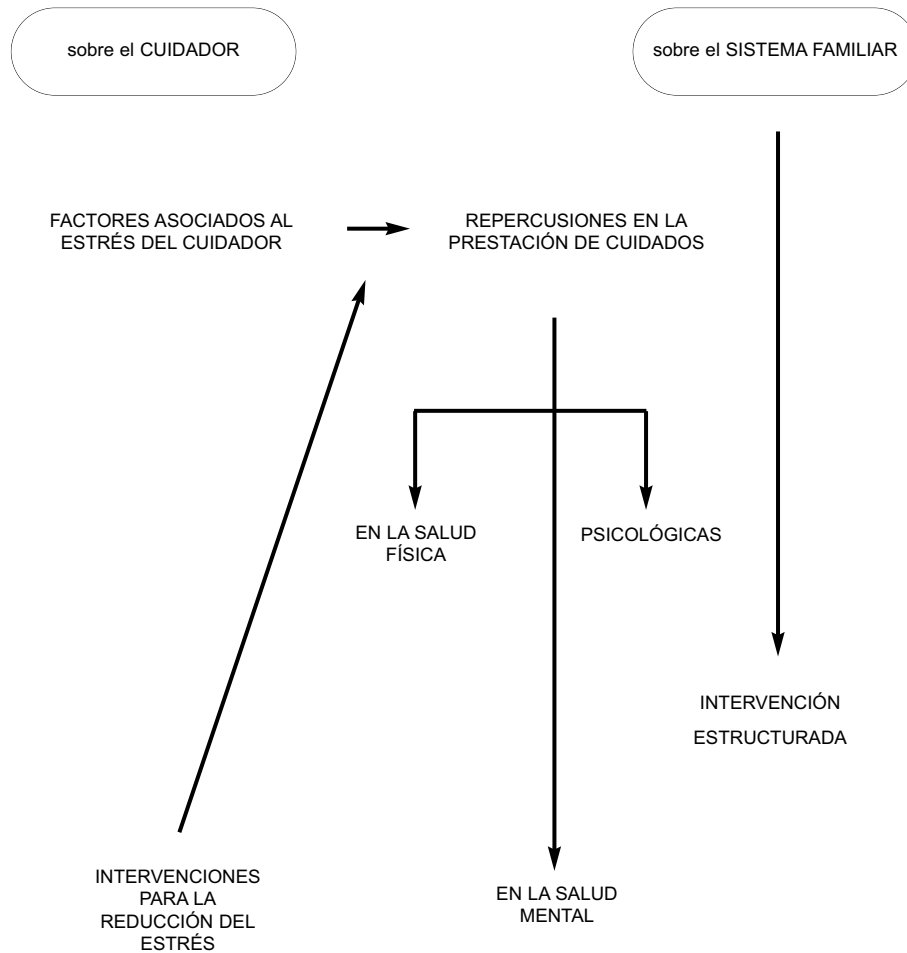 sobre el CUIDADOR
sobre el SISTEMA FAMILIAR
FACTORES ASOCIADOS AL
ESTRÉS DEL CUIDADOR
REPERCUSIONES EN LA
PRESTACIÓN DE CUIDADOS
EN LA SALUD
FÍSICA
PSICOLÓGICAS
INTERVENCIÓN
ESTRUCTURADA
INTERVENCIONES
PARA LA
REDUCCIÓN DEL
ESTRÉS
EN LA SALUD
MENTAL